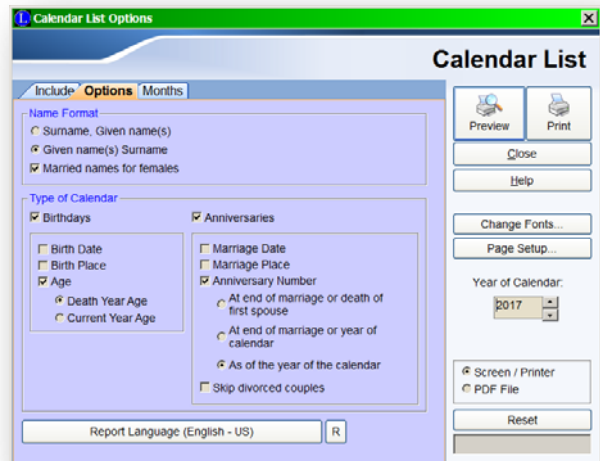 L Calendar List Options
Calendar List
Include Options Months
Name Format
Surname, Given name(s)
Given name(s) Surname
Married names for females
Type of Calendar
Birthdays
Birth Date
Birth Place
Age
Death Year Age
Current Year Age
Anniversaries
Marriage Date
Marriage Place
Anniversary Number
At end of marriage or death of
first spouse
At end of marriage or year of
calendar
As of the year of the calendar
Skip divorced couples
Report Language (English - US)
R
Preview
Print
Close
Help
Change Fonts...
Page Setup...
Year of Calendar:
2017
Screen / Printer
PDF File
Reset